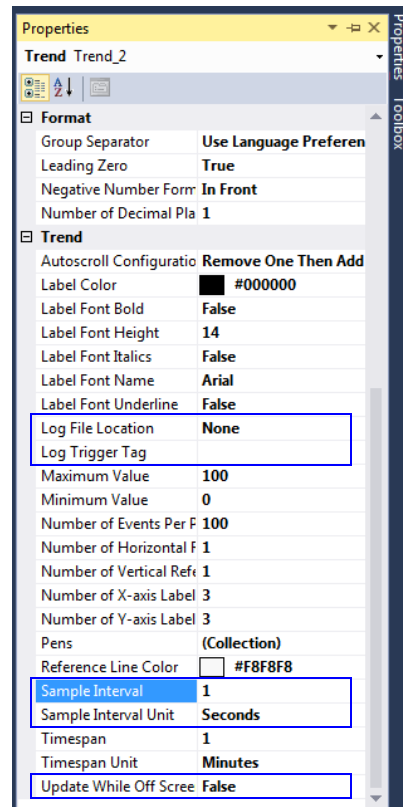 Properties
Trend Trend_2
Format
Group Separator Use Language Preferen
Leading Zero True
Negative Number Form In Front
Number of Decimal Pla 1
Trend
Autoscroll Configuratio Remove One Then Add
Label Color #000000
Label Font Bold False
Label Font Height 14
Label Font Italics False
Label Font Name Arial
Label Font Underline False
Log File Location None
Log Trigger Tag
Maximum Value 100
Minimum Value 0
Number of Events Per P 100
Number of Horizontal F 1
Number of Vertical Refe 1
Number of X-axis Label 3
Number of Y-axis Label 3
Pens (Collection)
Reference Line Color #F8F8F8
Sample Interval 1
Sample Interval Unit Seconds
Timespan 1
Timespan Unit Minutes
Update While Off Scree False
Properties
Toolbox